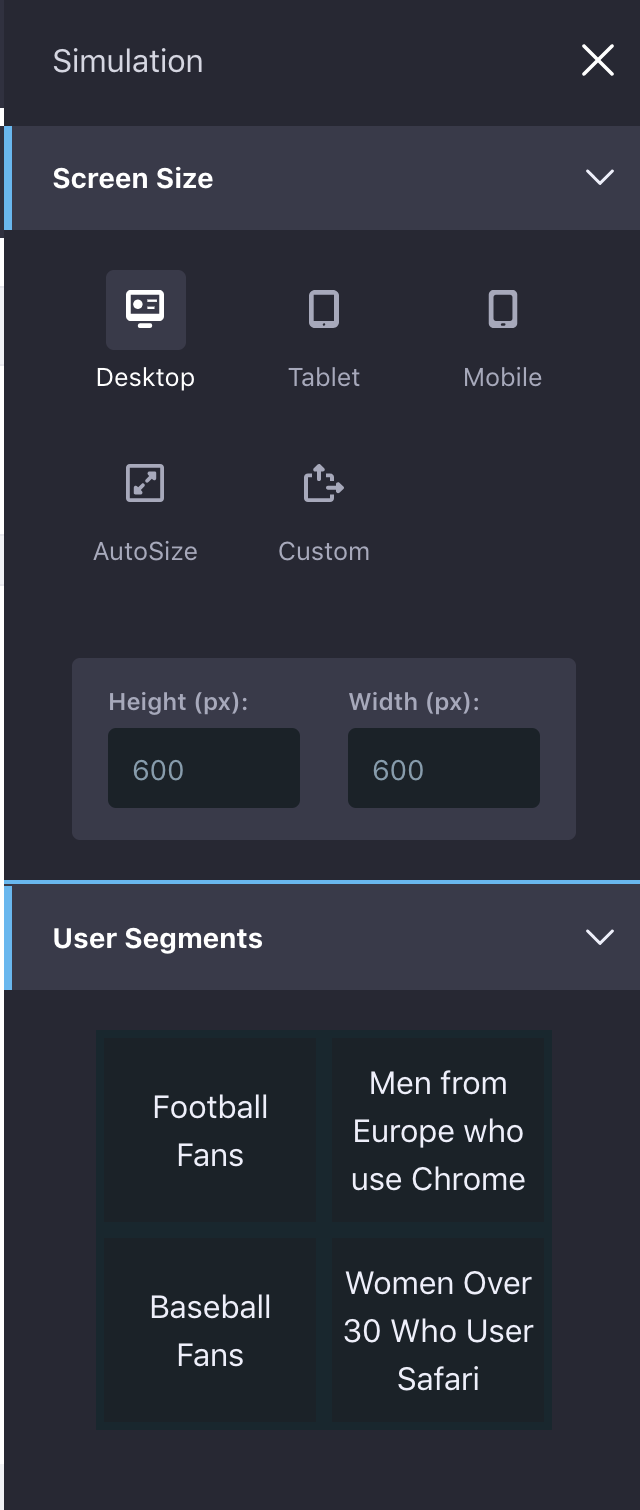 Simulation
Screen Size
Desktop
Tablet
Mobile
AutoSize
Custom
Height (px):
Width (px):
600
600
User Segments
Football
Fans
Men from
Europe who
use Chrome
Baseball
Fans
Women Over
30 Who User
Safari